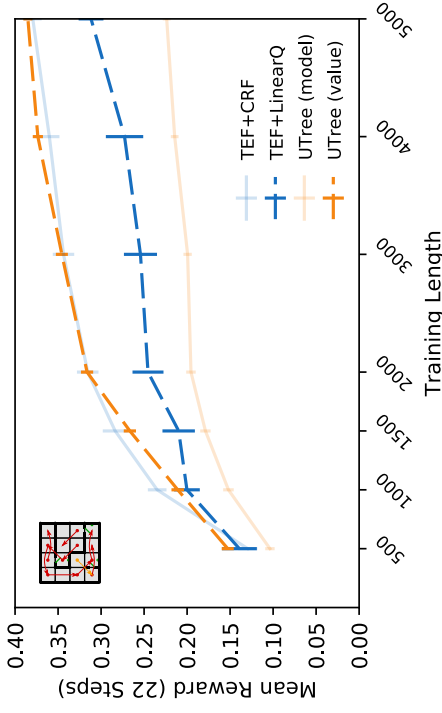 0.40
0.35
0.30
0.25
0.20
0.15
0.10
0.05
0.00
Mean Reward (22 Steps)
500
1000
1500
2000
3000
4000
5000
Training Length
TEF+CRF
TEF+LinearQ
UTree (model)
UTree (value)